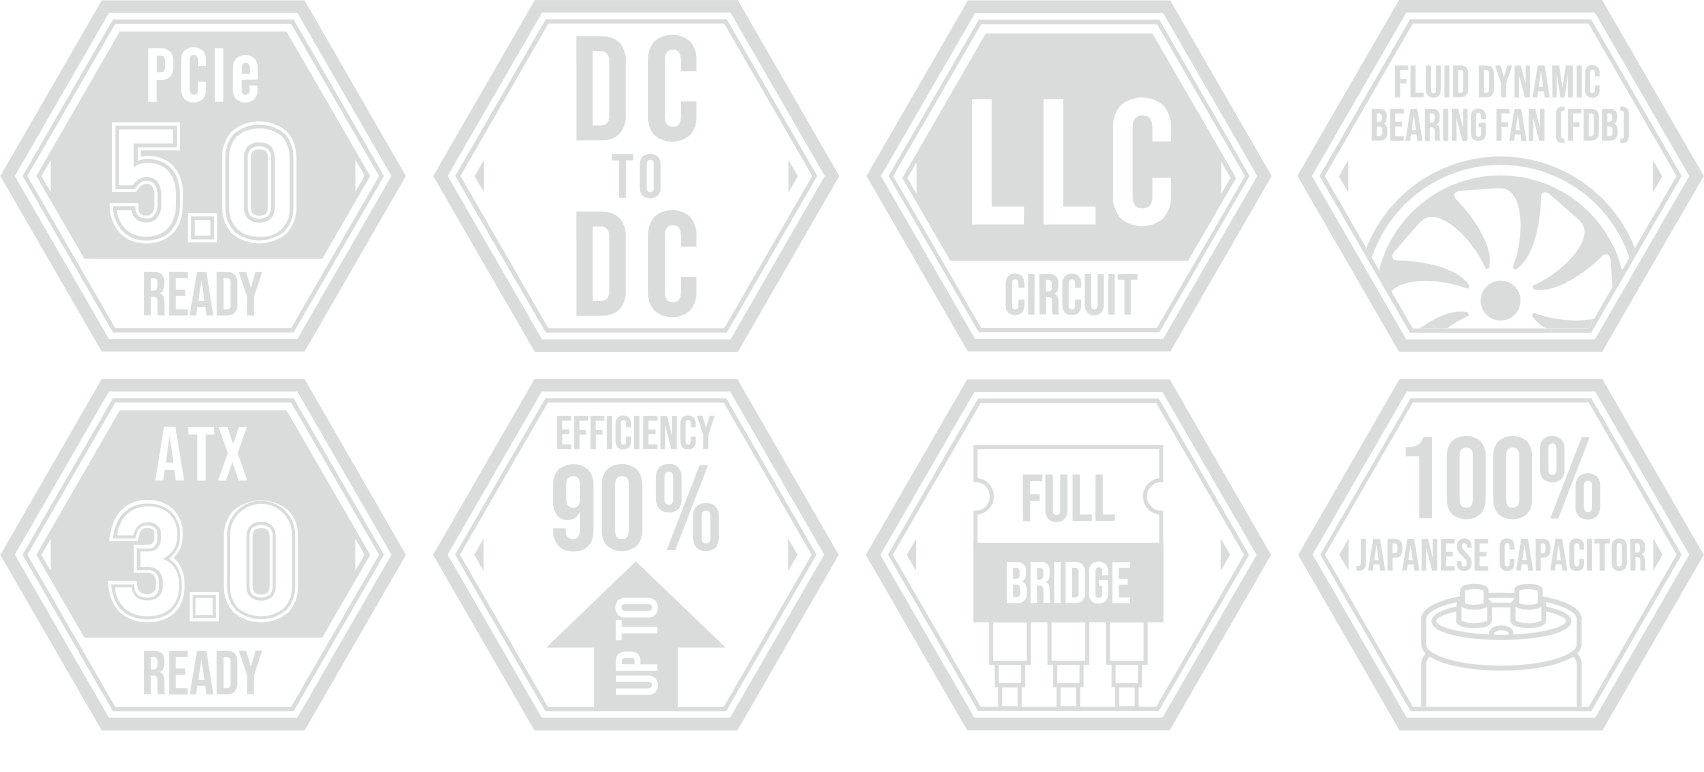 PCIe
5.0
READY
DC
TO
DC
LLC
CIRCUIT
FLUID DYNAMIC
BEARING FAN (FDB)
ATX
3.0
READY
EFFICIENCY
90%
UP TO
FULL
BRIDGE
100%
JAPANESE CAPACITOR